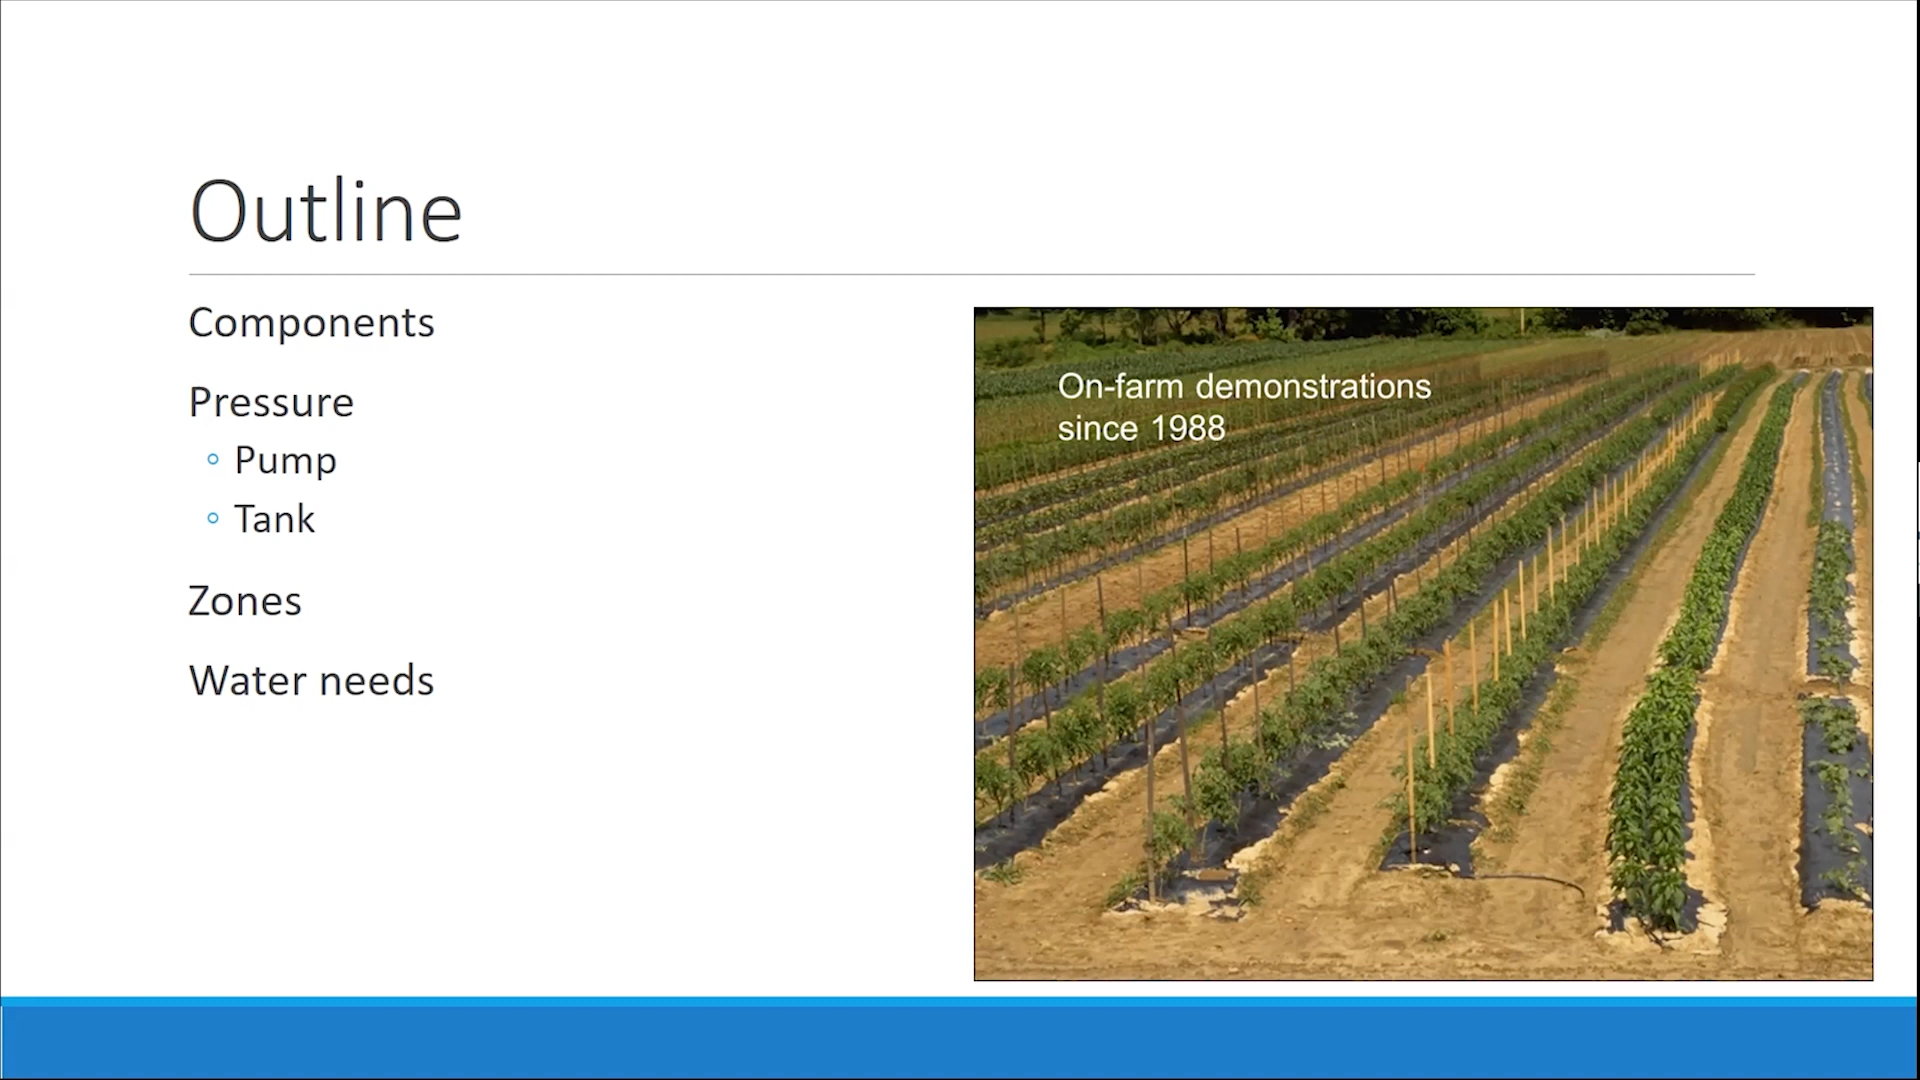 Outline
Components
Pressure
Pump
Tank
Zones
Water needs
On-farm demonstrations
since 1988